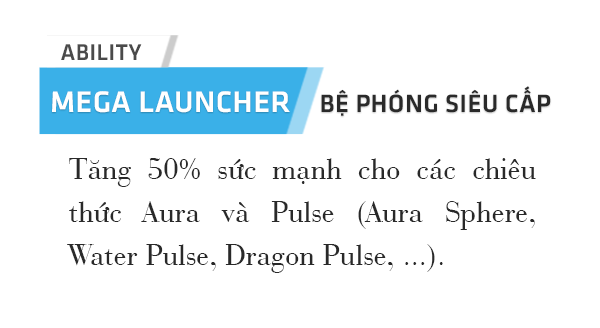 ABILITY
MEGA LAUNCHER BỆ PHÓNG SIÊU CẤP
Tăng 50% sức mạnh cho các chiêu
thức Aura và Pulse (Aura Sphere,
Water Pulse, Dragon Pulse, ...).